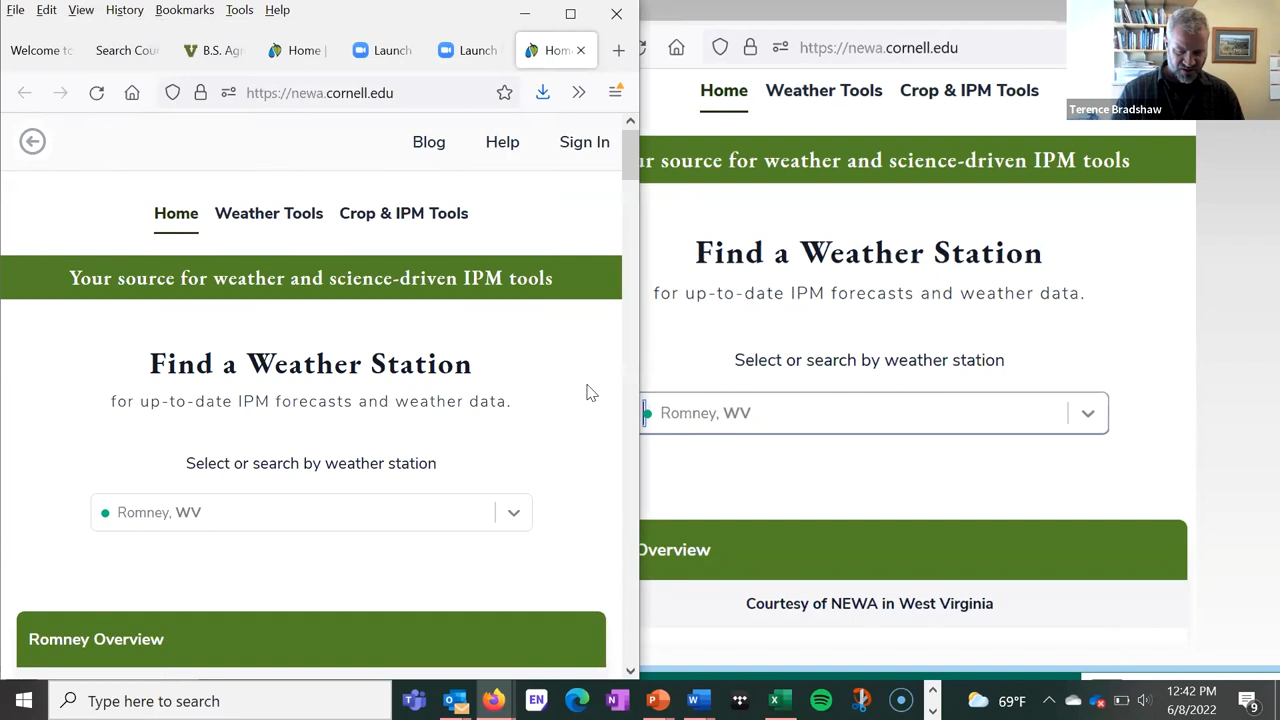 File Edit View History Bookmarks Tools Help
Welcome to Search Cou B.S. Agr Home | Launch Launch Home
https://newa.cornell.edu
Blog Help Sign In
Home Weather Tools Crop & IPM Tools
Your source for weather and science-driven IPM tools
Find a Weather Station
for up-to-date IPM forecasts and weather data.
Select or search by weather station
Romney, WV
Romney Overview
https://newa.cornell.edu
Home Weather Tools Crop & IPM Tools
ur source for weather and science-driven IPM tools
Find a Weather Station
for up-to-date IPM forecasts and weather data.
Select or search by weather station
Romney, WV
Overview
Courtesy of NEWA in West Virginia
Terence Bradshaw
Type here to search
EN
69°F
12:42 PM
6/8/2022
9